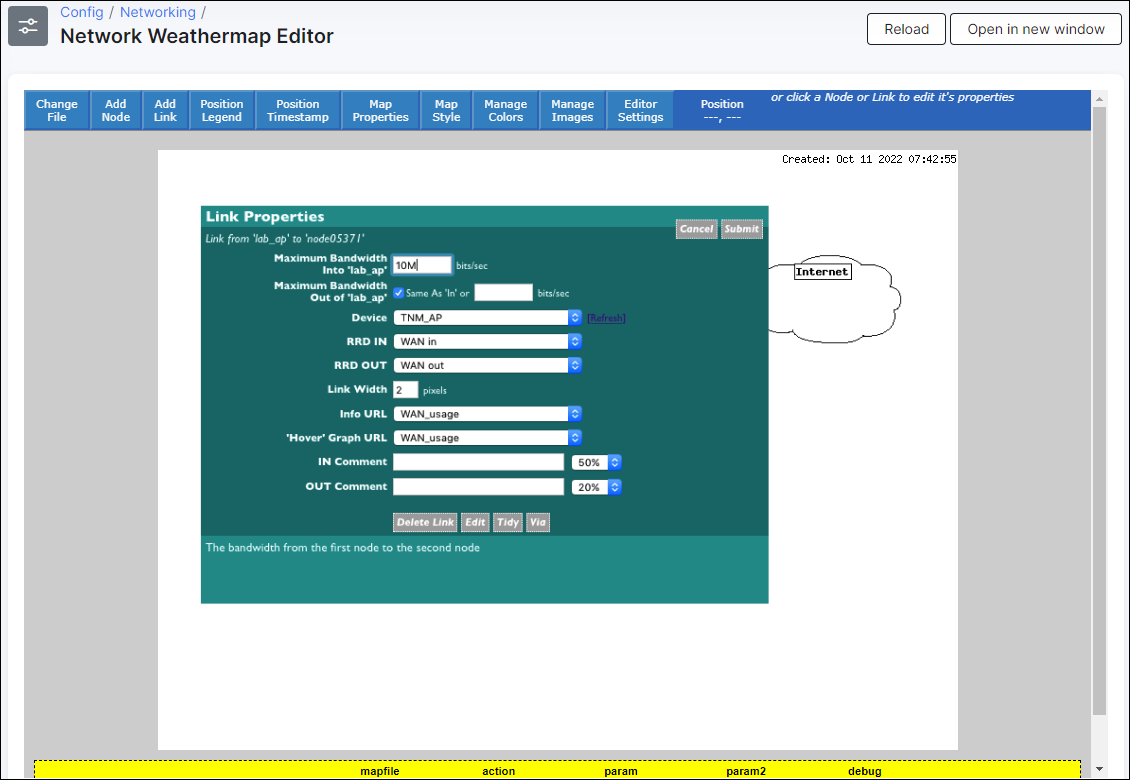 Config / Networking /
Network Weathermap Editor
Reload
Open in new window
Change File
Add Node
Add Link
Position Legend
Position Timestamp
Map Properties
Map Style
Manage Colors
Manage Images
Editor Settings
Position ---, ---
or click a Node or Link to edit it's properties
Created: Oct 11 2022 07:42:55
Link Properties
Cancel Submit
Link from 'lab_ap' to 'node05371'
Maximum Bandwidth
Into 'lab_ap' 10M bits/sec
Maximum Bandwidth
Out of 'lab_ap' Same As 'In' or bits/sec
Device TNM_AP [Refresh]
RRD IN WAN in
RRD OUT WAN out
Link Width 2 pixels
Info URL WAN_usage
'Hover' Graph URL WAN_usage
IN Comment 50%
OUT Comment 20%
Delete Link Edit Tidy Via
The bandwidth from the first node to the second node
Internet
mapfile action param param2 debug